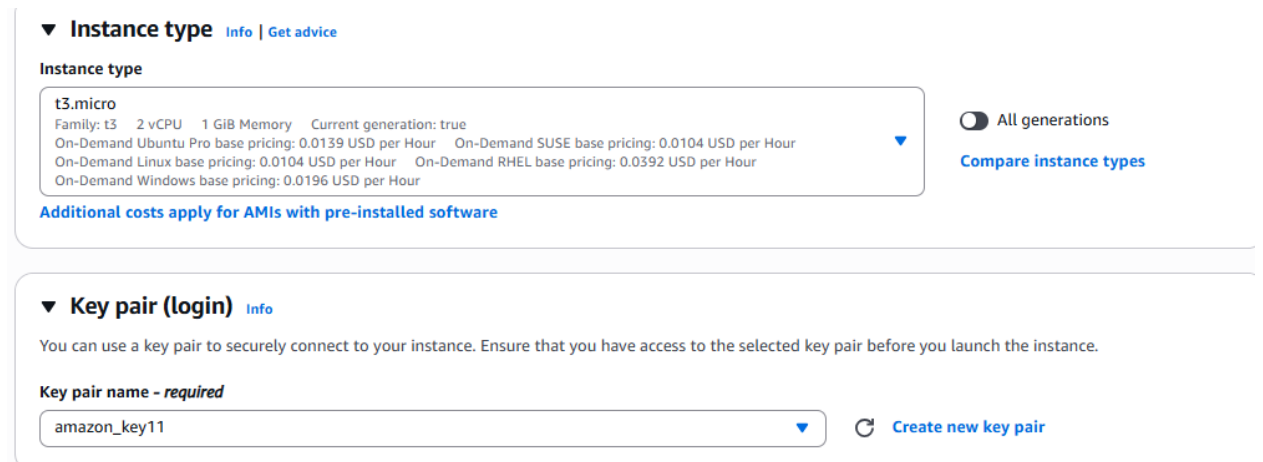 Instance type Info | Get advice
Instance type
t3.micro
Family: t3 2 vCPU 1 GiB Memory Current generation: true
On-Demand Ubuntu Pro base pricing: 0.0139 USD per Hour On-Demand SUSE base pricing: 0.0104 USD per Hour
On-Demand Linux base pricing: 0.0104 USD per Hour On-Demand RHEL base pricing: 0.0392 USD per Hour
On-Demand Windows base pricing: 0.0196 USD per Hour
All generations
Compare instance types
Additional costs apply for AMIs with pre-installed software
Key pair (login) Info
You can use a key pair to securely connect to your instance. Ensure that you have access to the selected key pair before you launch the instance.
Key pair name - required
amazon_key11
Create new key pair